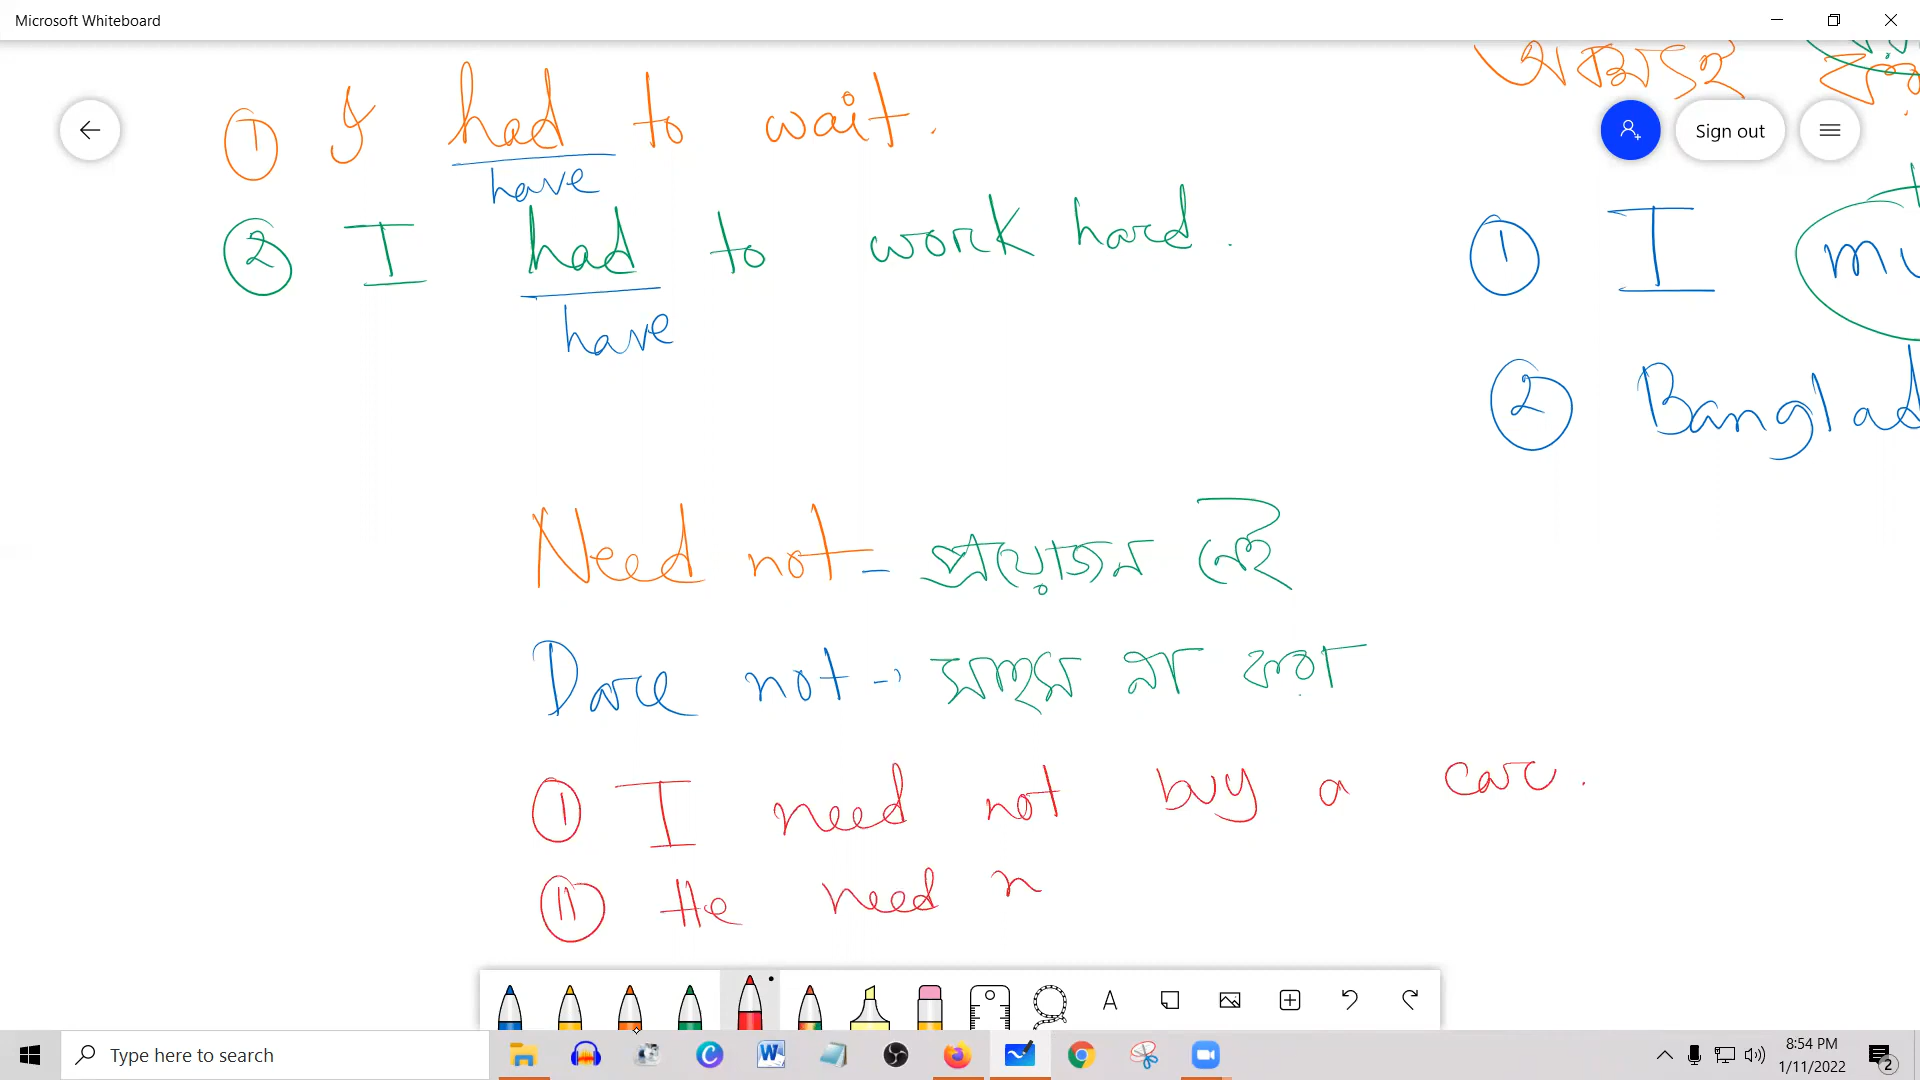 Microsoft Whiteboard
Sign out
① I had to wait.
have
② I had to work hard.
have
① I
② Banglad
Need not = প্রয়োজন নেই
Dare not → সাহস না করা
① I need not buy a car.
⑪ He need n
Type here to search
8:54 PM
1/11/2022
2